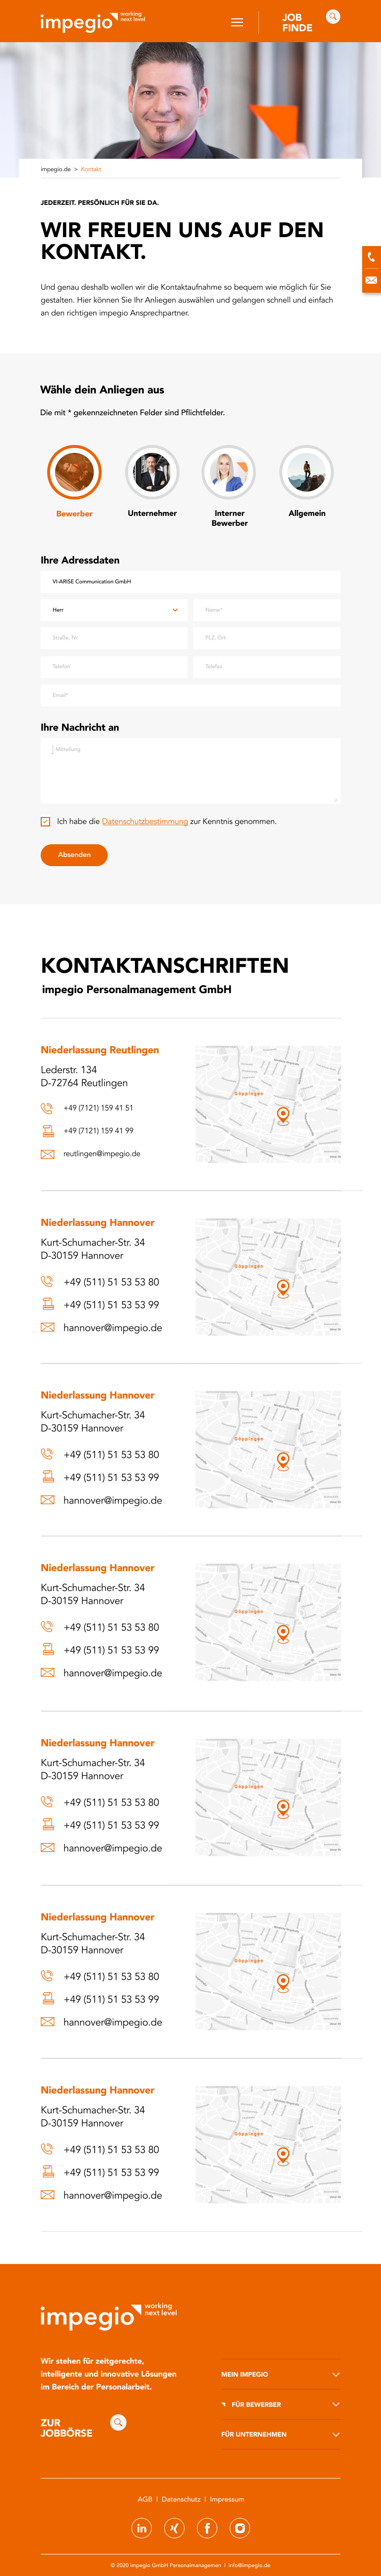 impegio working
next level
JOB
FINDE
impegio.de > Kontakt
JEDERZEIT. PERSÖNLICH FÜR SIE DA.
WIR FREUEN UNS AUF DEN
KONTAKT.
Und genau deshalb wollen wir die Kontaktaufnahme so bequem wie möglich für Sie
gestalten. Hier können Sie Ihr Anliegen auswählen und gelangen schnell und einfach
an den richtigen impegio Ansprechpartner.
Wähle dein Anliegen aus
Die mit * gekennzeichneten Felder sind Pflichtfelder.
Bewerber
Unternehmer
Interner
Bewerber
Allgemein
Ihre Adressdaten
VI-ARISE Communication GmbH
Herr
Name*
Straße, Nr.
PLZ, Ort
Telefon
Telefax
Email*
Ihre Nachricht an
Mitteilung
Ich habe die Datenschutzbestimmung zur Kenntnis genommen.
Absenden
KONTAKTANSCHRIFTEN
impegio Personalmanagement GmbH
Niederlassung Reutlingen
Lederstr. 134
D-72764 Reutlingen
+49 (7121) 159 41 51
+49 (7121) 159 41 99
reutlingen@impegio.de
Göppingen
Niederlassung Hannover
Kurt-Schumacher-Str. 34
D-30159 Hannover
+49 (511) 51 53 53 80
+49 (511) 51 53 53 99
hannover@impegio.de
Göppingen
Niederlassung Hannover
Kurt-Schumacher-Str. 34
D-30159 Hannover
+49 (511) 51 53 53 80
+49 (511) 51 53 53 99
hannover@impegio.de
Göppingen
Niederlassung Hannover
Kurt-Schumacher-Str. 34
D-30159 Hannover
+49 (511) 51 53 53 80
+49 (511) 51 53 53 99
hannover@impegio.de
Göppingen
Niederlassung Hannover
Kurt-Schumacher-Str. 34
D-30159 Hannover
+49 (511) 51 53 53 80
+49 (511) 51 53 53 99
hannover@impegio.de
Göppingen
Niederlassung Hannover
Kurt-Schumacher-Str. 34
D-30159 Hannover
+49 (511) 51 53 53 80
+49 (511) 51 53 53 99
hannover@impegio.de
Göppingen
Niederlassung Hannover
Kurt-Schumacher-Str. 34
D-30159 Hannover
+49 (511) 51 53 53 80
+49 (511) 51 53 53 99
hannover@impegio.de
Göppingen
impegio working
next level
Wir stehen für zeitgerechte,
intelligente und innovative Lösungen
im Bereich der Personalarbeit.
ZUR
JOBBÖRSE
MEIN IMPEGIO
FÜR BEWERBER
FÜR UNTERNEHMEN
AGB | Datenschutz | Impressum
© 2020 impegio GmbH Personalmanagemen | info@impegio.de